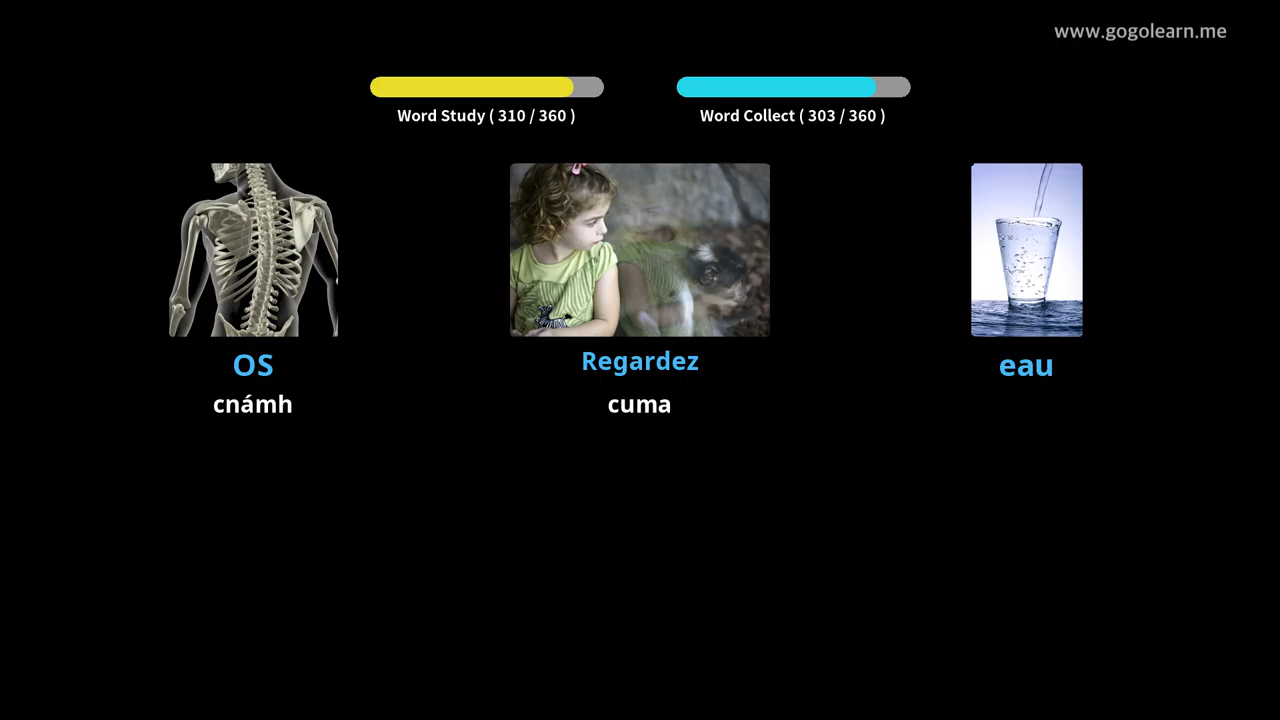 www.gogolearn.me
Word Study ( 310 / 360 )
Word Collect ( 303 / 360 )
OS
Regardez
eau
cnámh
cuma